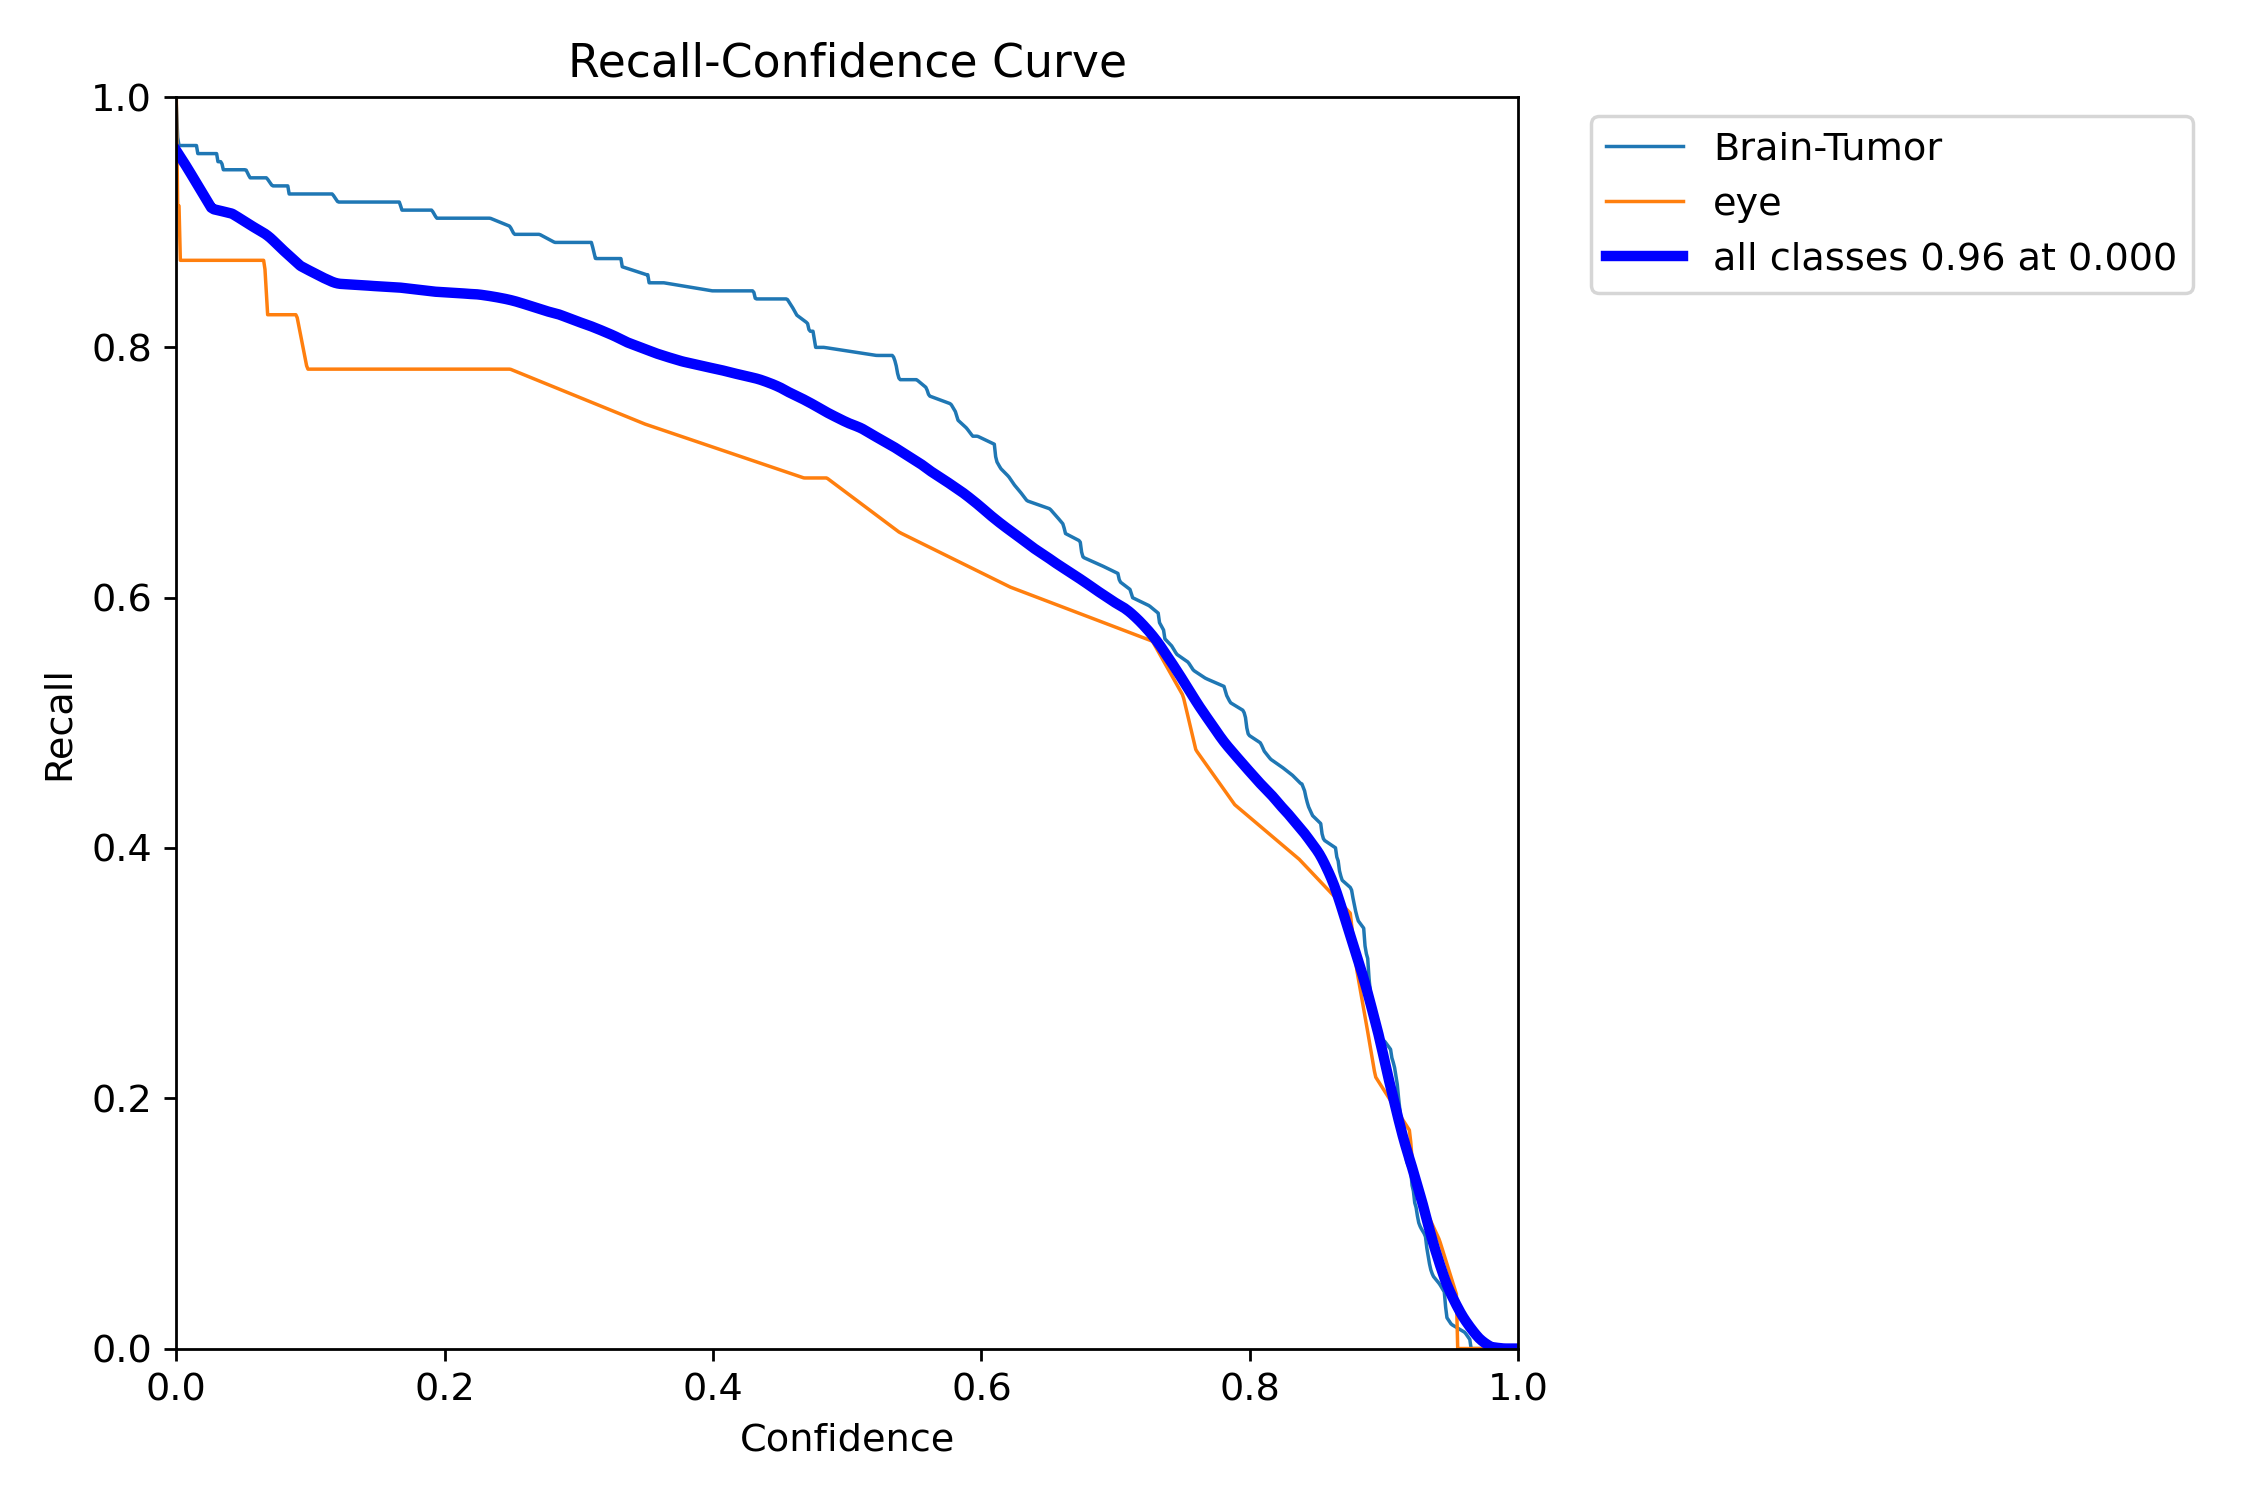 Recall-Confidence Curve
1.0
0.8
0.6
0.4
0.2
0.0
Recall
0.0 0.2 0.4 0.6 0.8 1.0
Confidence
Brain-Tumor
eye
all classes 0.96 at 0.000